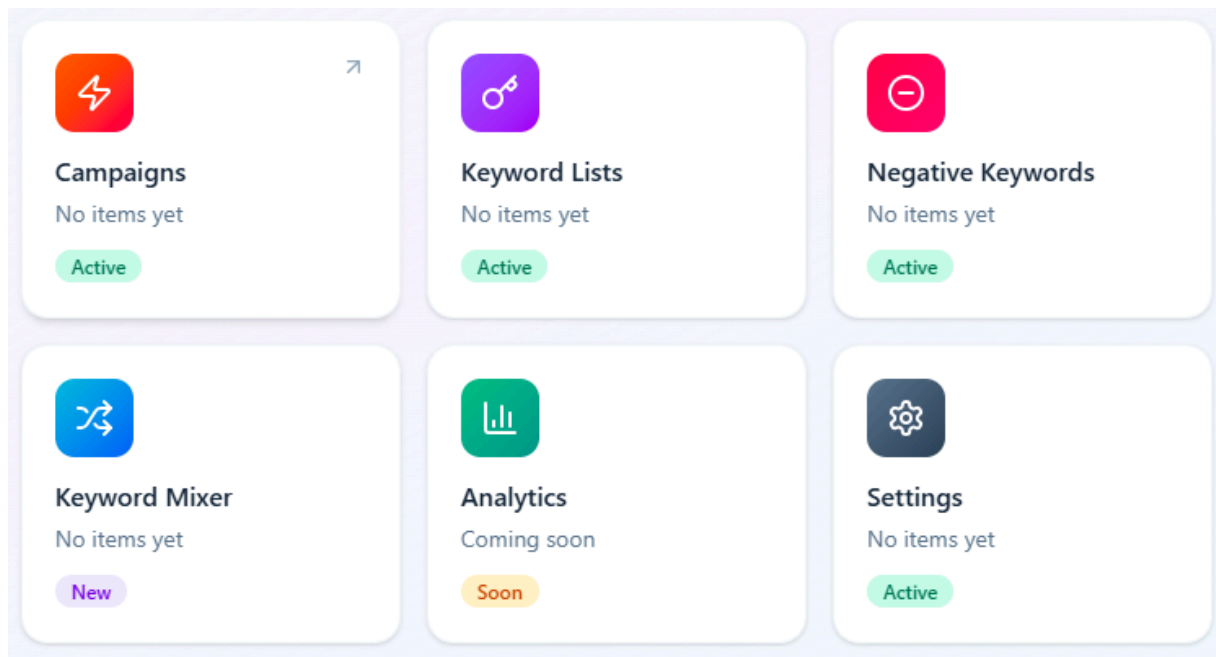 Campaigns
No items yet
Active
Keyword Lists
No items yet
Active
Negative Keywords
No items yet
Active
Keyword Mixer
No items yet
New
Analytics
Coming soon
Soon
Settings
No items yet
Active